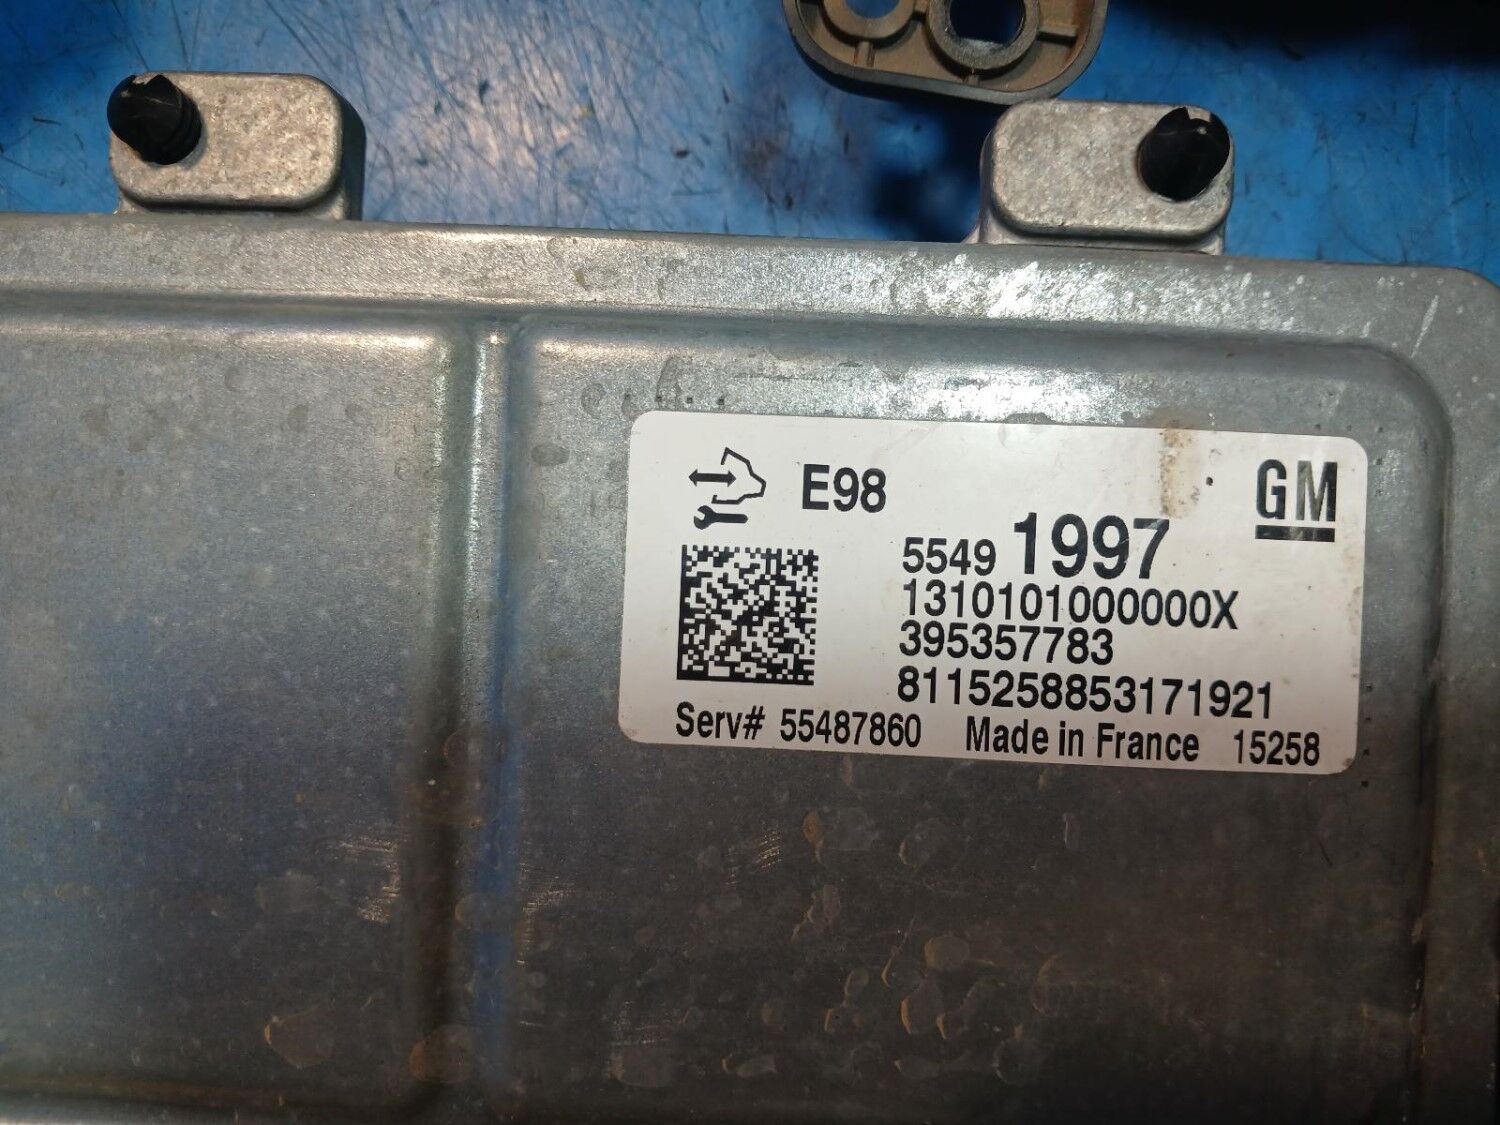 E98
GM
5549 1997
1310101000000X
395357783
8115258853171921
Serv# 55487860 Made in France 15258